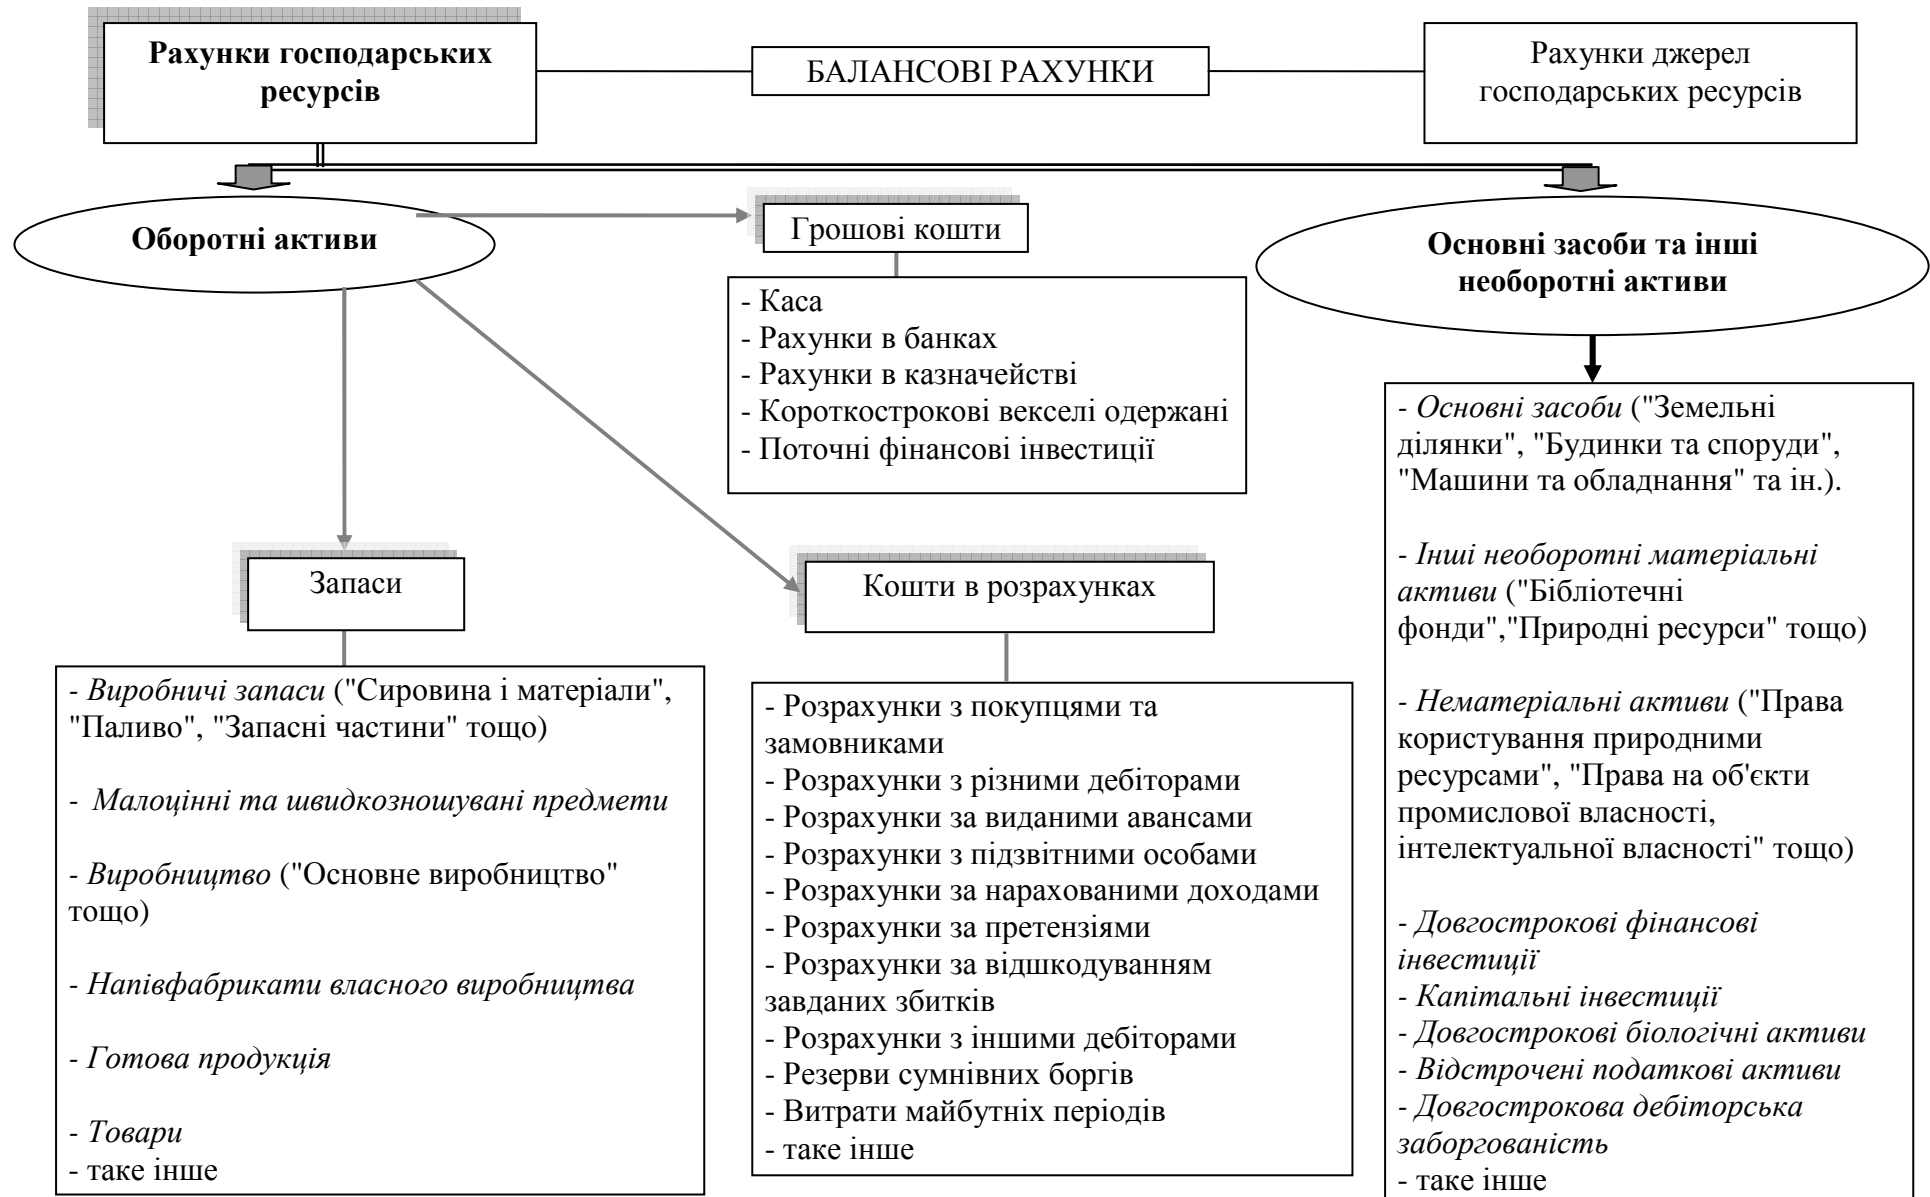 Рахунки господарських
ресурсів
БАЛАНСОВІ РАХУНКИ
Рахунки джерел
господарських ресурсів
Оборотні активи
Грошові кошти
Основні засоби та інші
необоротні активи
- Каса
- Рахунки в банках
- Рахунки в казначействі
- Короткострокові векселі одержані
- Поточні фінансові інвестиції
Запаси
Кошти в розрахунках
- Виробничі запаси ("Сировина і матеріали",
"Паливо", "Запасні частини" тощо)
- Малоцінні та швидкозношувані предмети
- Виробництво ("Основне виробництво"
тощо)
- Напівфабрикати власного виробництва
- Готова продукція
- Товари
- таке інше
- Розрахунки з покупцями та
замовниками
- Розрахунки з різними дебіторами
- Розрахунки за виданими авансами
- Розрахунки з підзвітними особами
- Розрахунки за нарахованими доходами
- Розрахунки за претензіями
- Розрахунки за відшкодуванням
завданих збитків
- Розрахунки з іншими дебіторами
- Резерви сумнівних боргів
- Витрати майбутніх періодів
- таке інше
- Основні засоби ("Земельні
ділянки", "Будинки та споруди",
"Машини та обладнання" та ін.).
- Інші необоротні матеріальні
активи ("Бібліотечні
фонди","Природні ресурси" тощо)
- Нематеріальні активи ("Права
користування природними
ресурсами", "Права на об'єкти
промислової власності,
інтелектуальної власності" тощо)
- Довгострокові фінансові
інвестиції
- Капітальні інвестиції
- Довгострокові біологічні активи
- Відстрочені податкові активи
- Довгострокова дебіторська
заборгованість
- таке інше